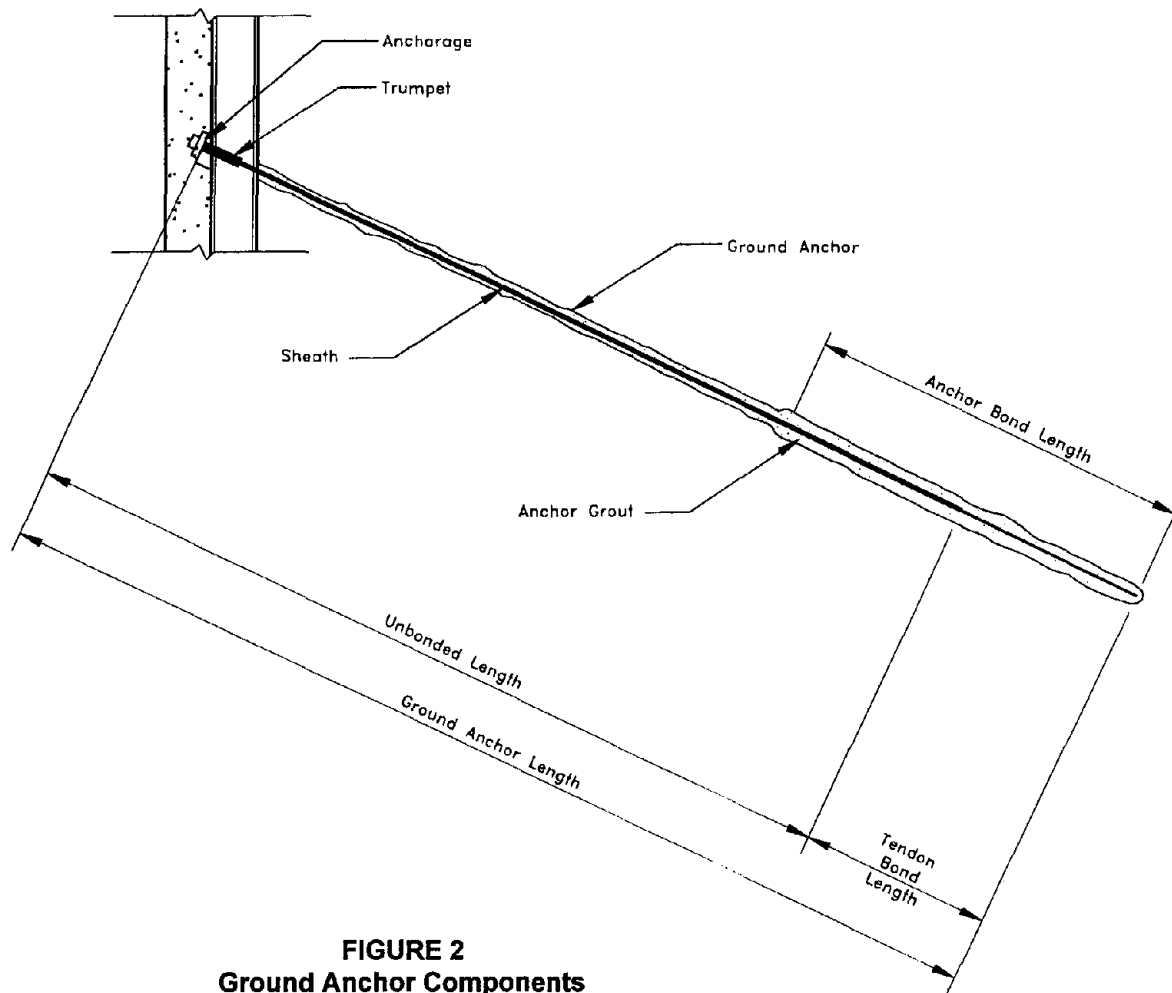 Anchorage
Trumpet
Ground Anchor
Sheath
Anchor Bond Length
Anchor Grout
Unbonded Length
Ground Anchor Length
Tendon
Bond
Length
FIGURE 2
Ground Anchor Components